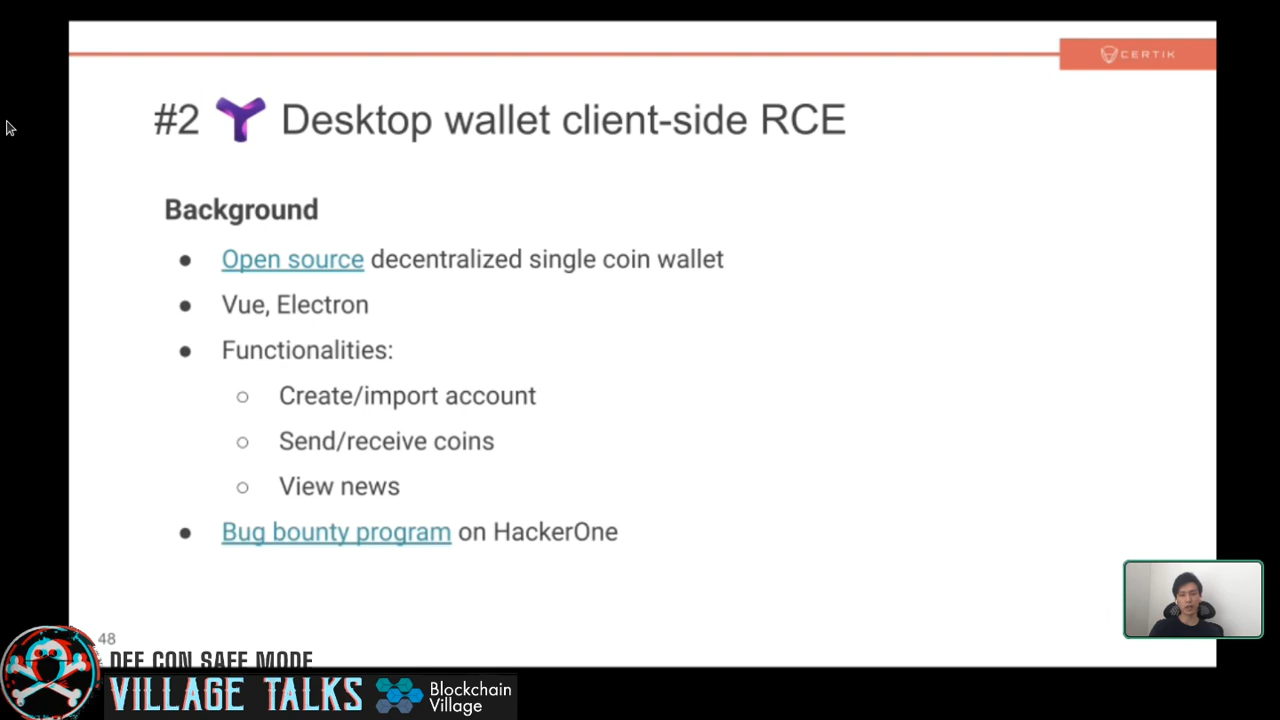 CERTIK
#2 Desktop wallet client-side RCE
Background
● Open source decentralized single coin wallet
● Vue, Electron
● Functionalities:
○ Create/import account
○ Send/receive coins
○ View news
● Bug bounty program on HackerOne
48
DEF CON SAFE MODE
VILLAGE TALKS
Blockchain
Village